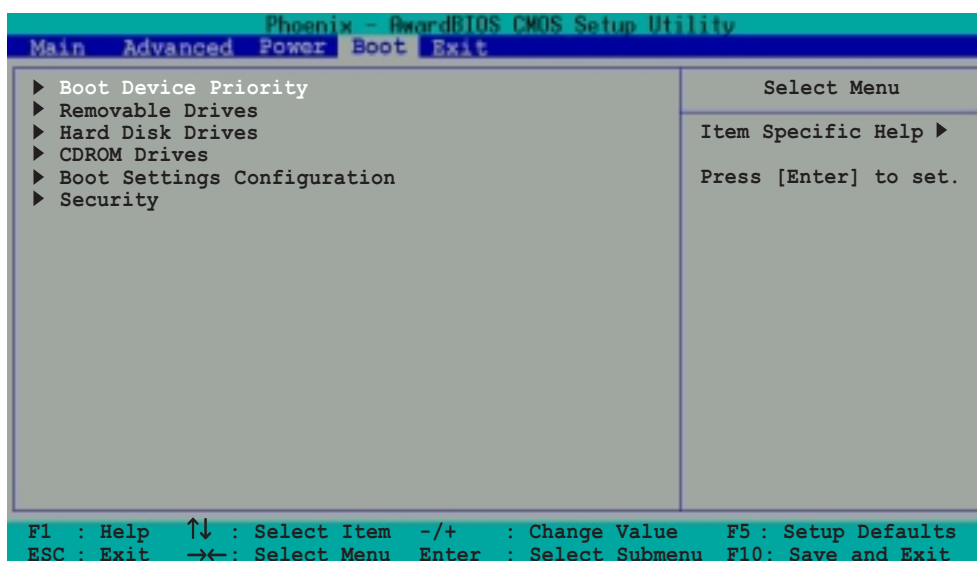 Phoenix - AwardBIOS CMOS Setup Utility
Main Advanced Power Boot Exit
Boot Device Priority
Removable Drives
Hard Disk Drives
CDROM Drives
Boot Settings Configuration
Security
Select Menu
Item Specific Help
Press [Enter] to set.
F1 : Help ↑↓ : Select Item -/+ : Change Value F5 : Setup Defaults
ESC : Exit →← : Select Menu Enter : Select Submenu F10: Save and Exit